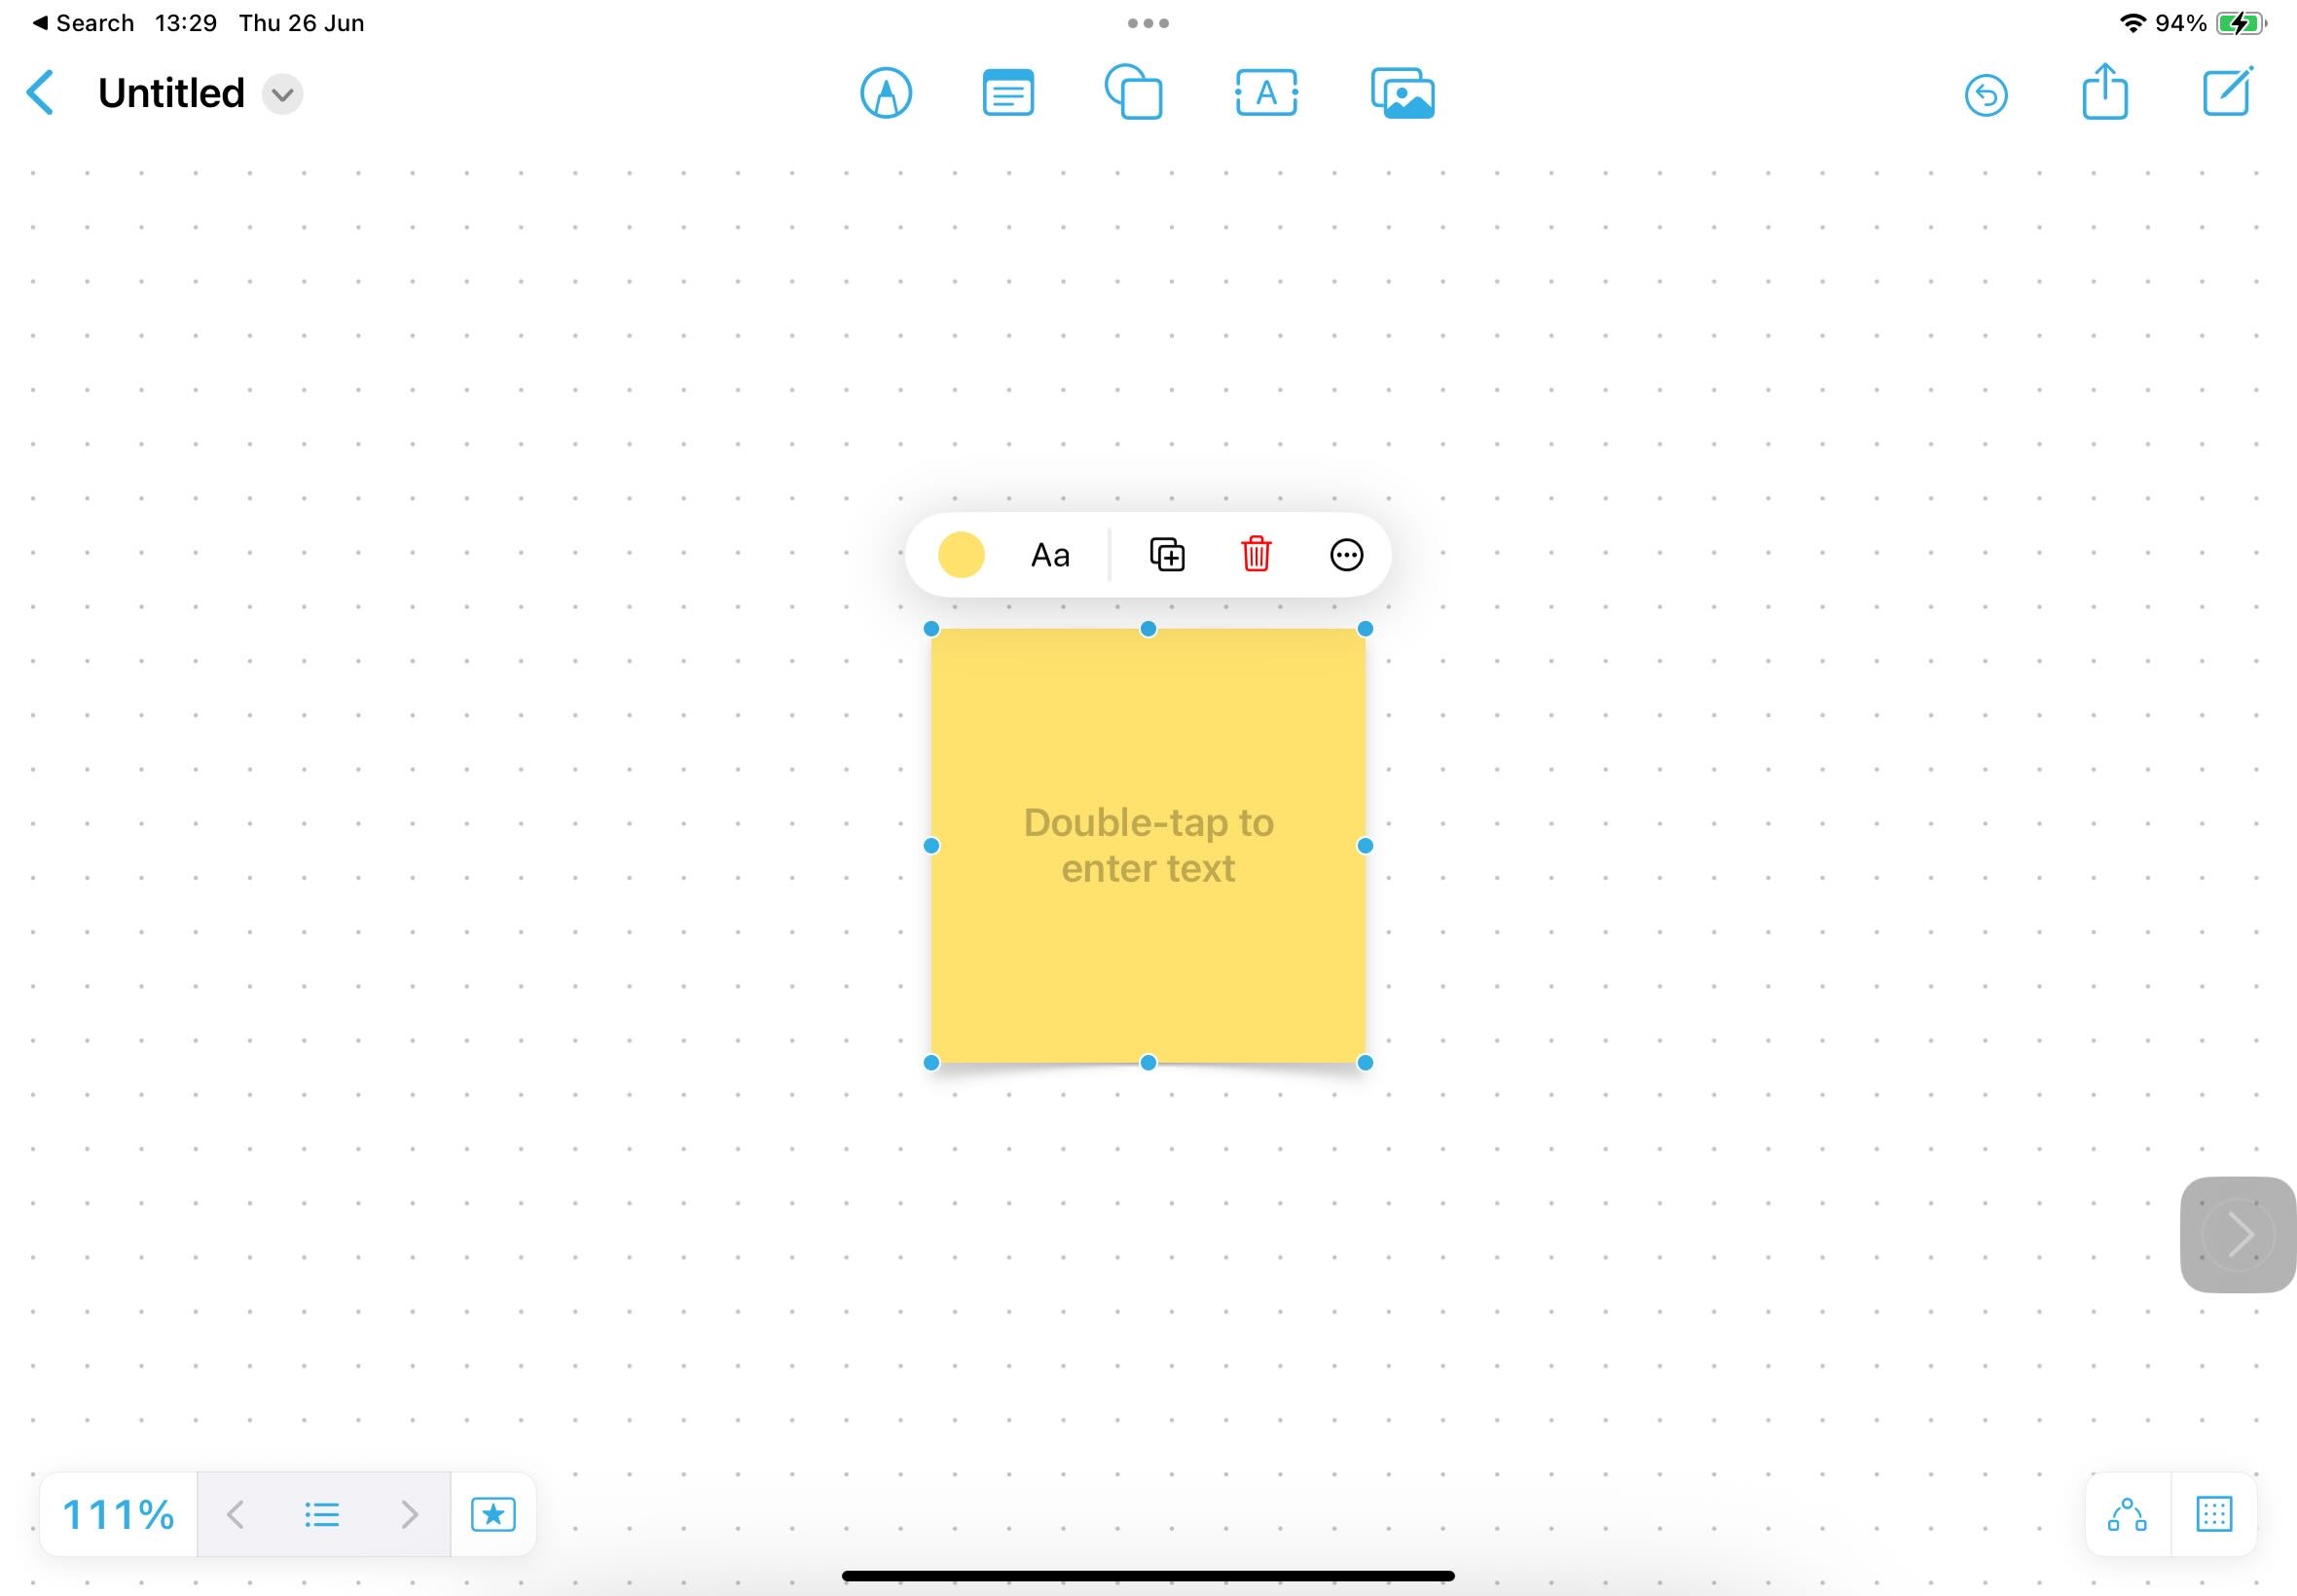 Search 13:29 Thu 26 Jun
94%
Untitled
A
Aa
Double-tap to
enter text
111%